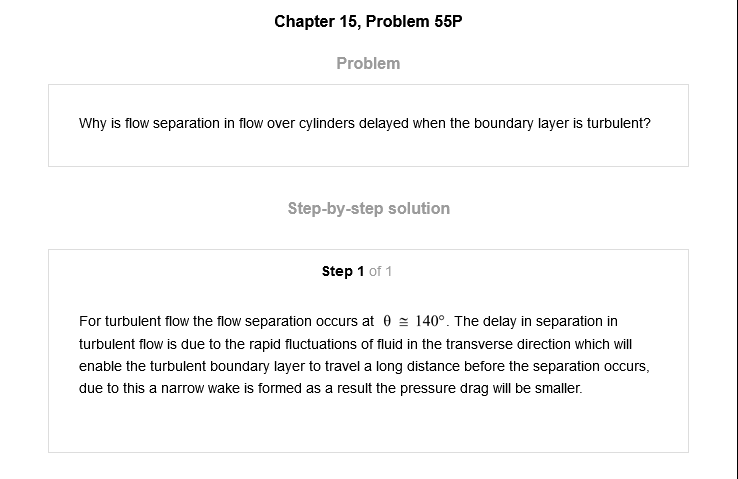 Chapter 15, Problem 55P
Problem
Why is flow separation in flow over cylinders delayed when the boundary layer is turbulent?
Step-by-step solution
Step 1 of 1
For turbulent flow the flow separation occurs at θ ≅ 140°. The delay in separation in
turbulent flow is due to the rapid fluctuations of fluid in the transverse direction which will
enable the turbulent boundary layer to travel a long distance before the separation occurs,
due to this a narrow wake is formed as a result the pressure drag will be smaller.